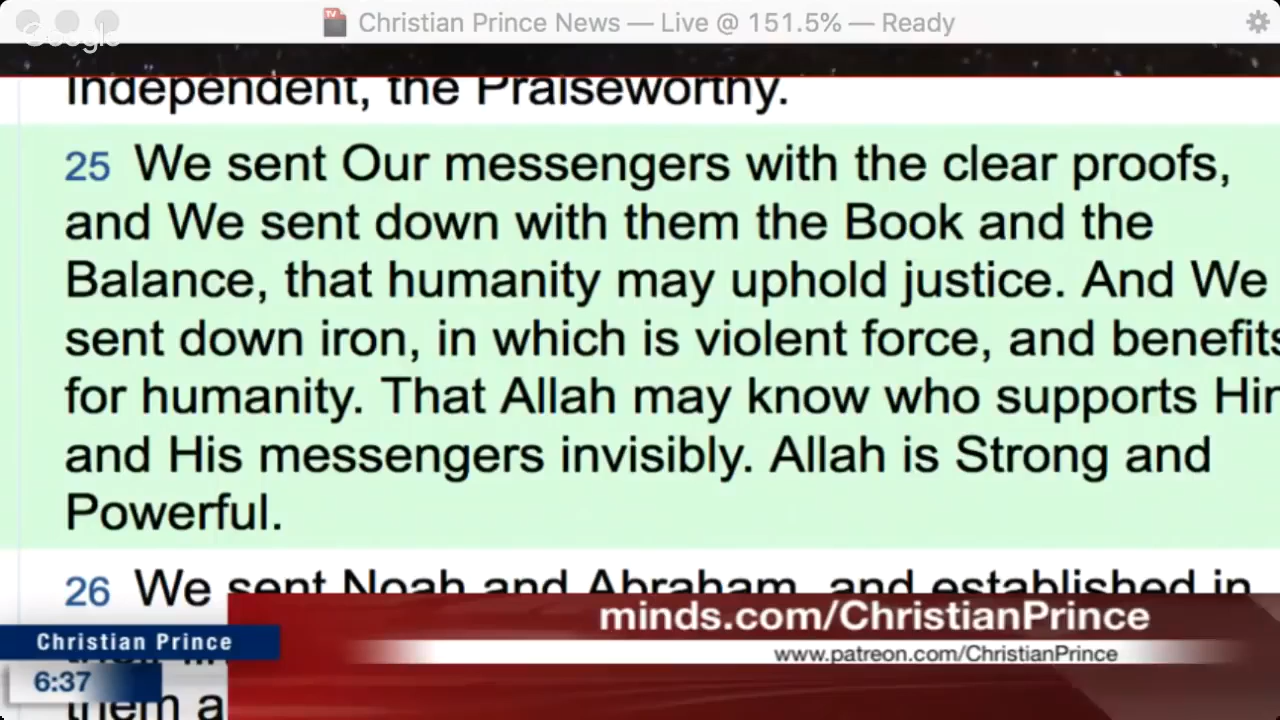 Christian Prince News — Live @ 151.5% — Ready
Google
Independent, the Praiseworthy.
25 We sent Our messengers with the clear proofs,
and We sent down with them the Book and the
Balance, that humanity may uphold justice. And We
sent down iron, in which is violent force, and benefits
for humanity. That Allah may know who supports Him
and His messengers invisibly. Allah is Strong and
Powerful.
26 We sent Noah and Abraham, and established in
minds.com/ChristianPrince
Christian Prince
www.patreon.com/ChristianPrince
6:37
them a